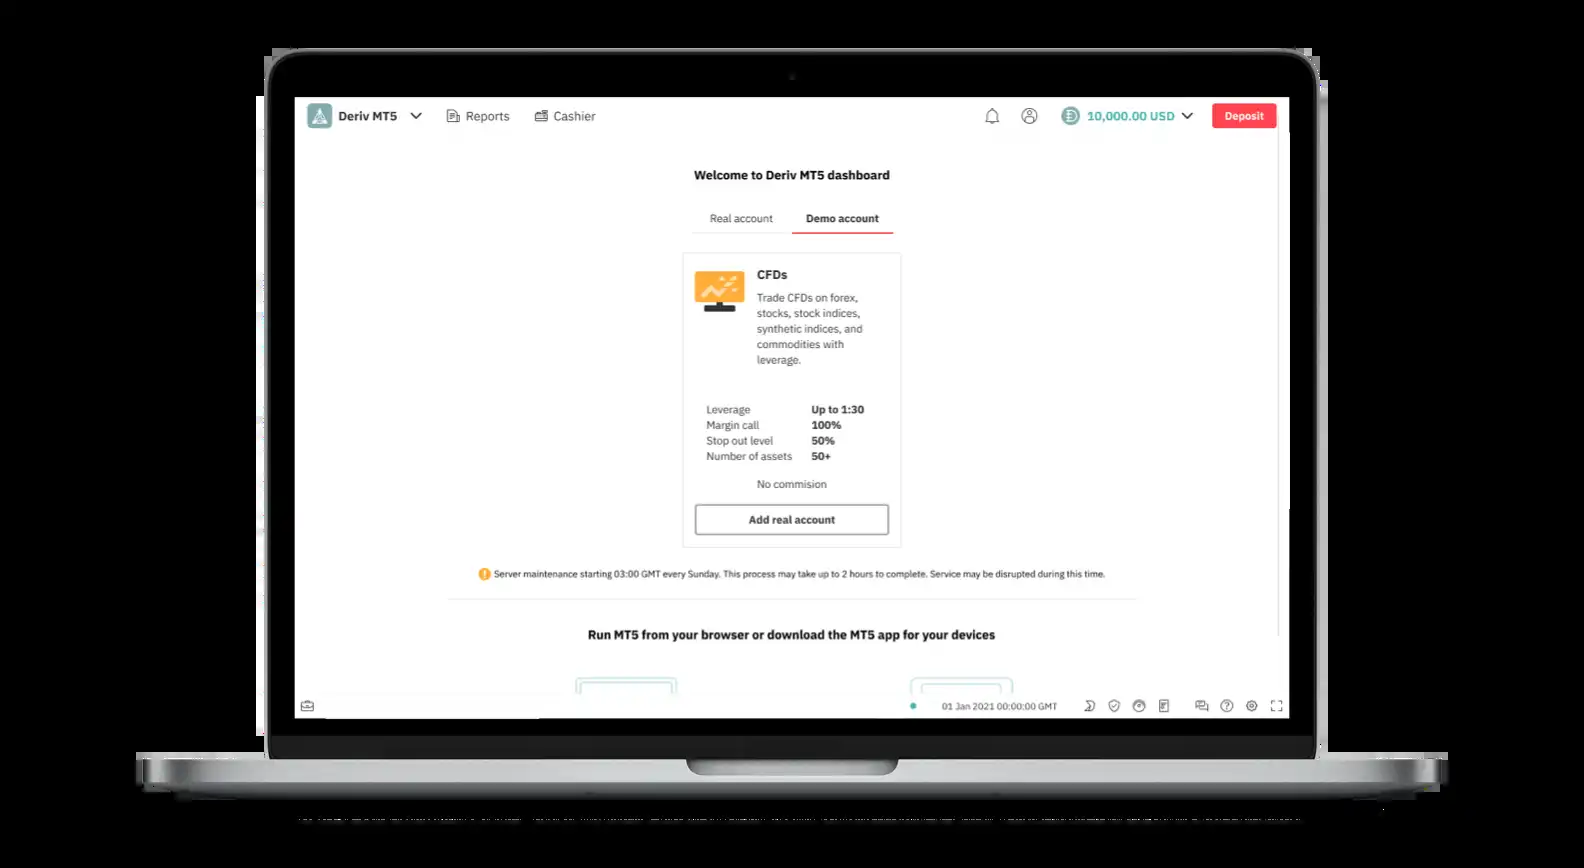 Deriv MT5
Reports
Cashier
10,000.00 USD
Deposit
Welcome to Deriv MT5 dashboard
Real account
Demo account
CFDs
Trade CFDs on forex,
stocks, stock indices,
synthetic indices, and
commodities with
leverage.
Leverage Up to 1:30
Margin call 100%
Stop out level 50%
Number of assets 50+
No commision
Add real account
Server maintenance starting 03:00 GMT every Sunday. This process may take up to 2 hours to complete. Service may be disrupted during this time.
Run MT5 from your browser or download the MT5 app for your devices
01 Jan 2021 00:00:00 GMT